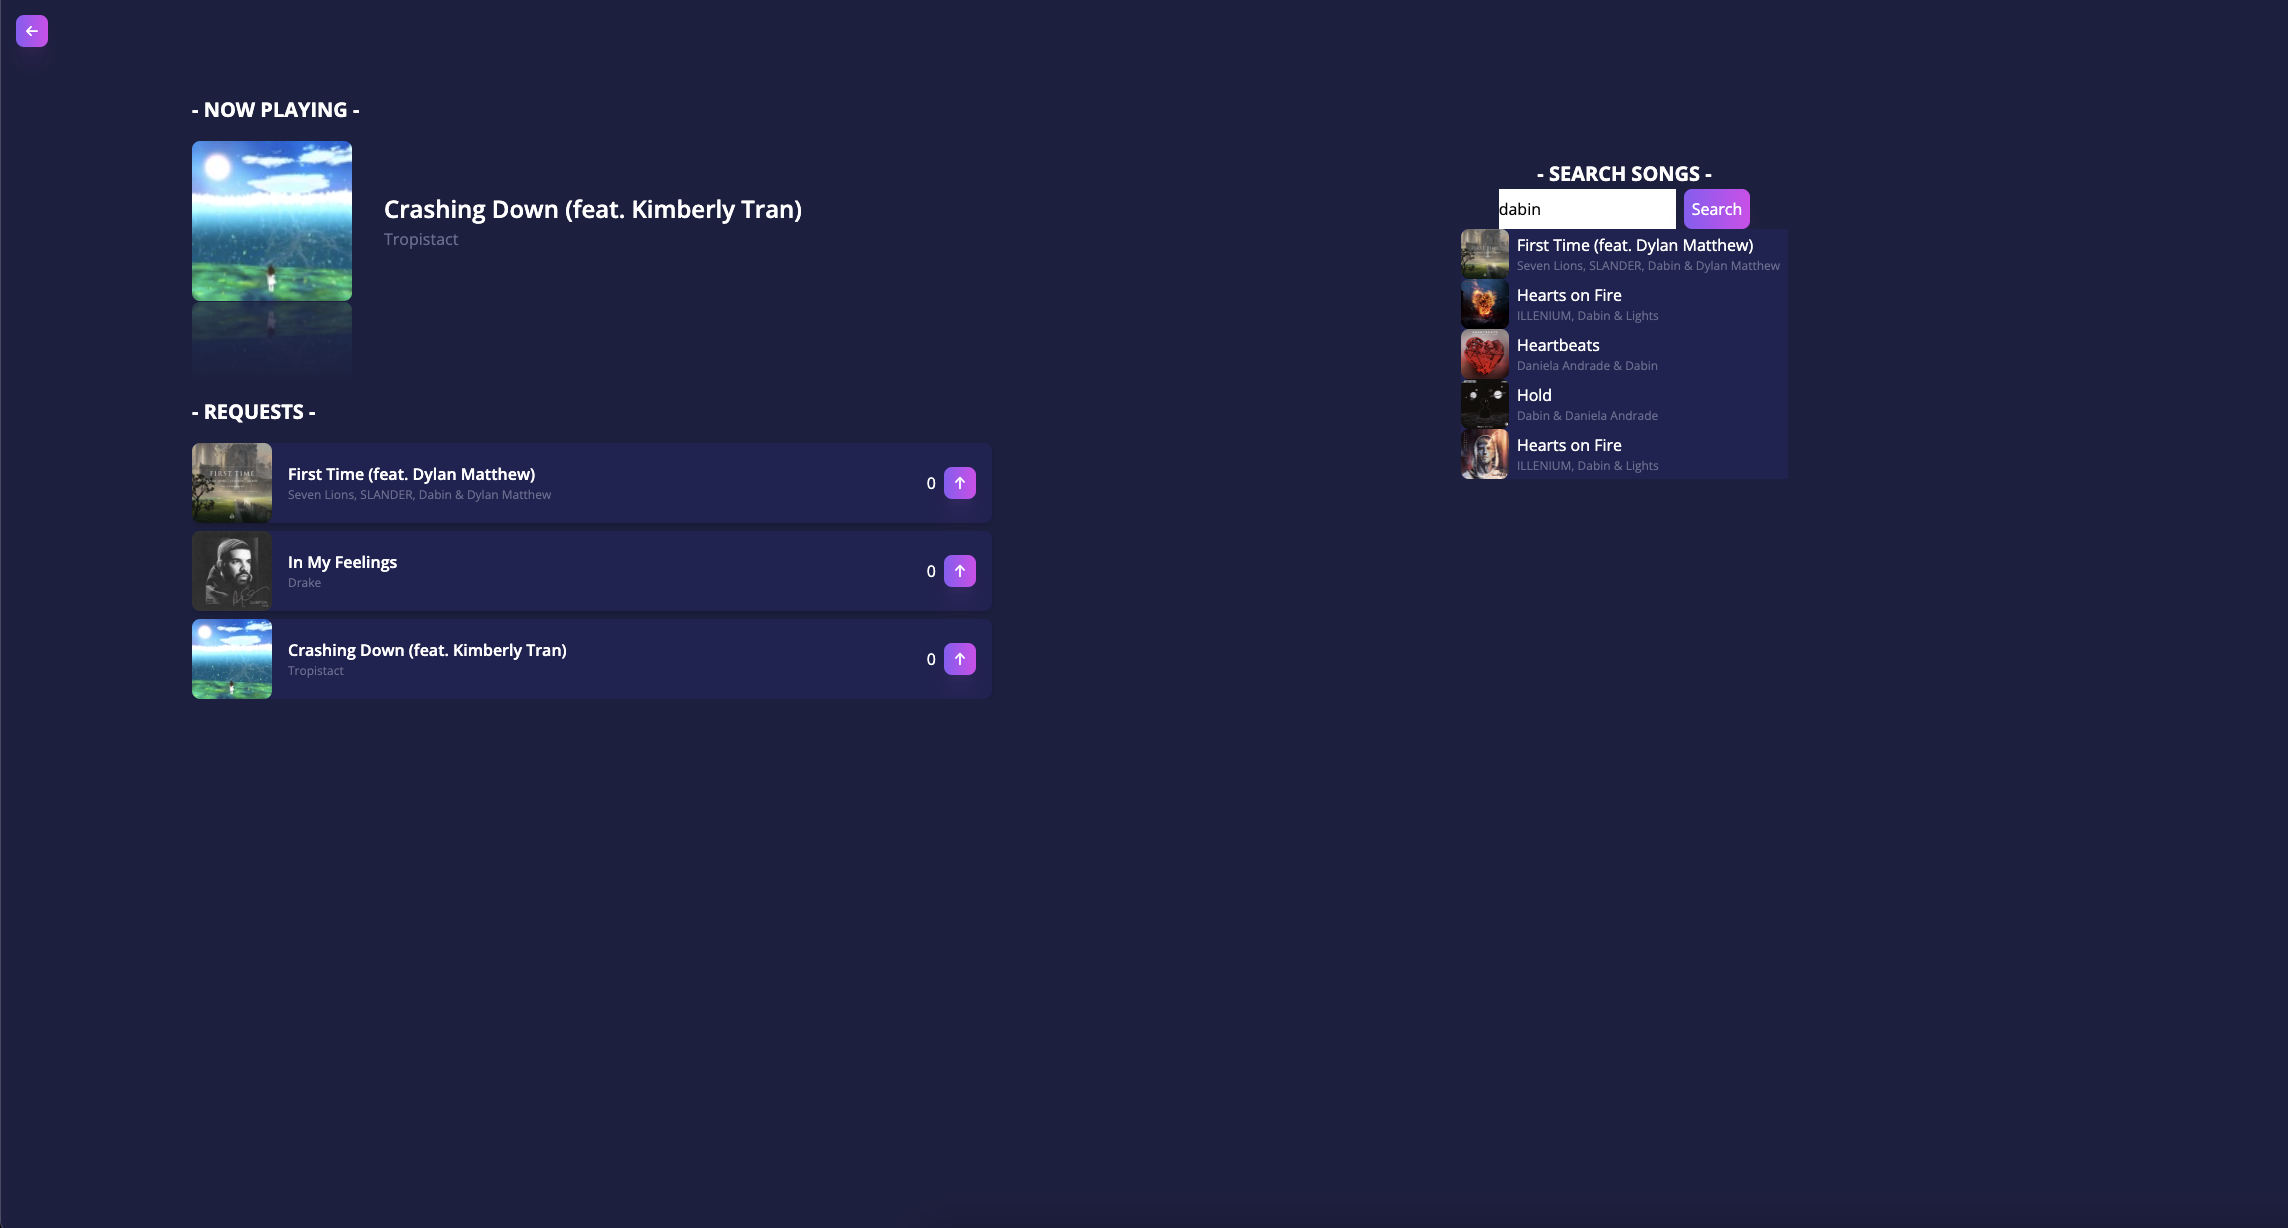 - NOW PLAYING -
Crashing Down (feat. Kimberly Tran)
Tropistact
- REQUESTS -
FIRST TIME
First Time (feat. Dylan Matthew)
Seven Lions, SLANDER, Dabin & Dylan Matthew
0
In My Feelings
Drake
0
Crashing Down (feat. Kimberly Tran)
Tropistact
0
- SEARCH SONGS -
dabin
Search
First Time (feat. Dylan Matthew)
Seven Lions, SLANDER, Dabin & Dylan Matthew
Hearts on Fire
ILLENIUM, Dabin & Lights
Heartbeats
Daniela Andrade & Dabin
Hold
Dabin & Daniela Andrade
Hearts on Fire
ILLENIUM, Dabin & Lights